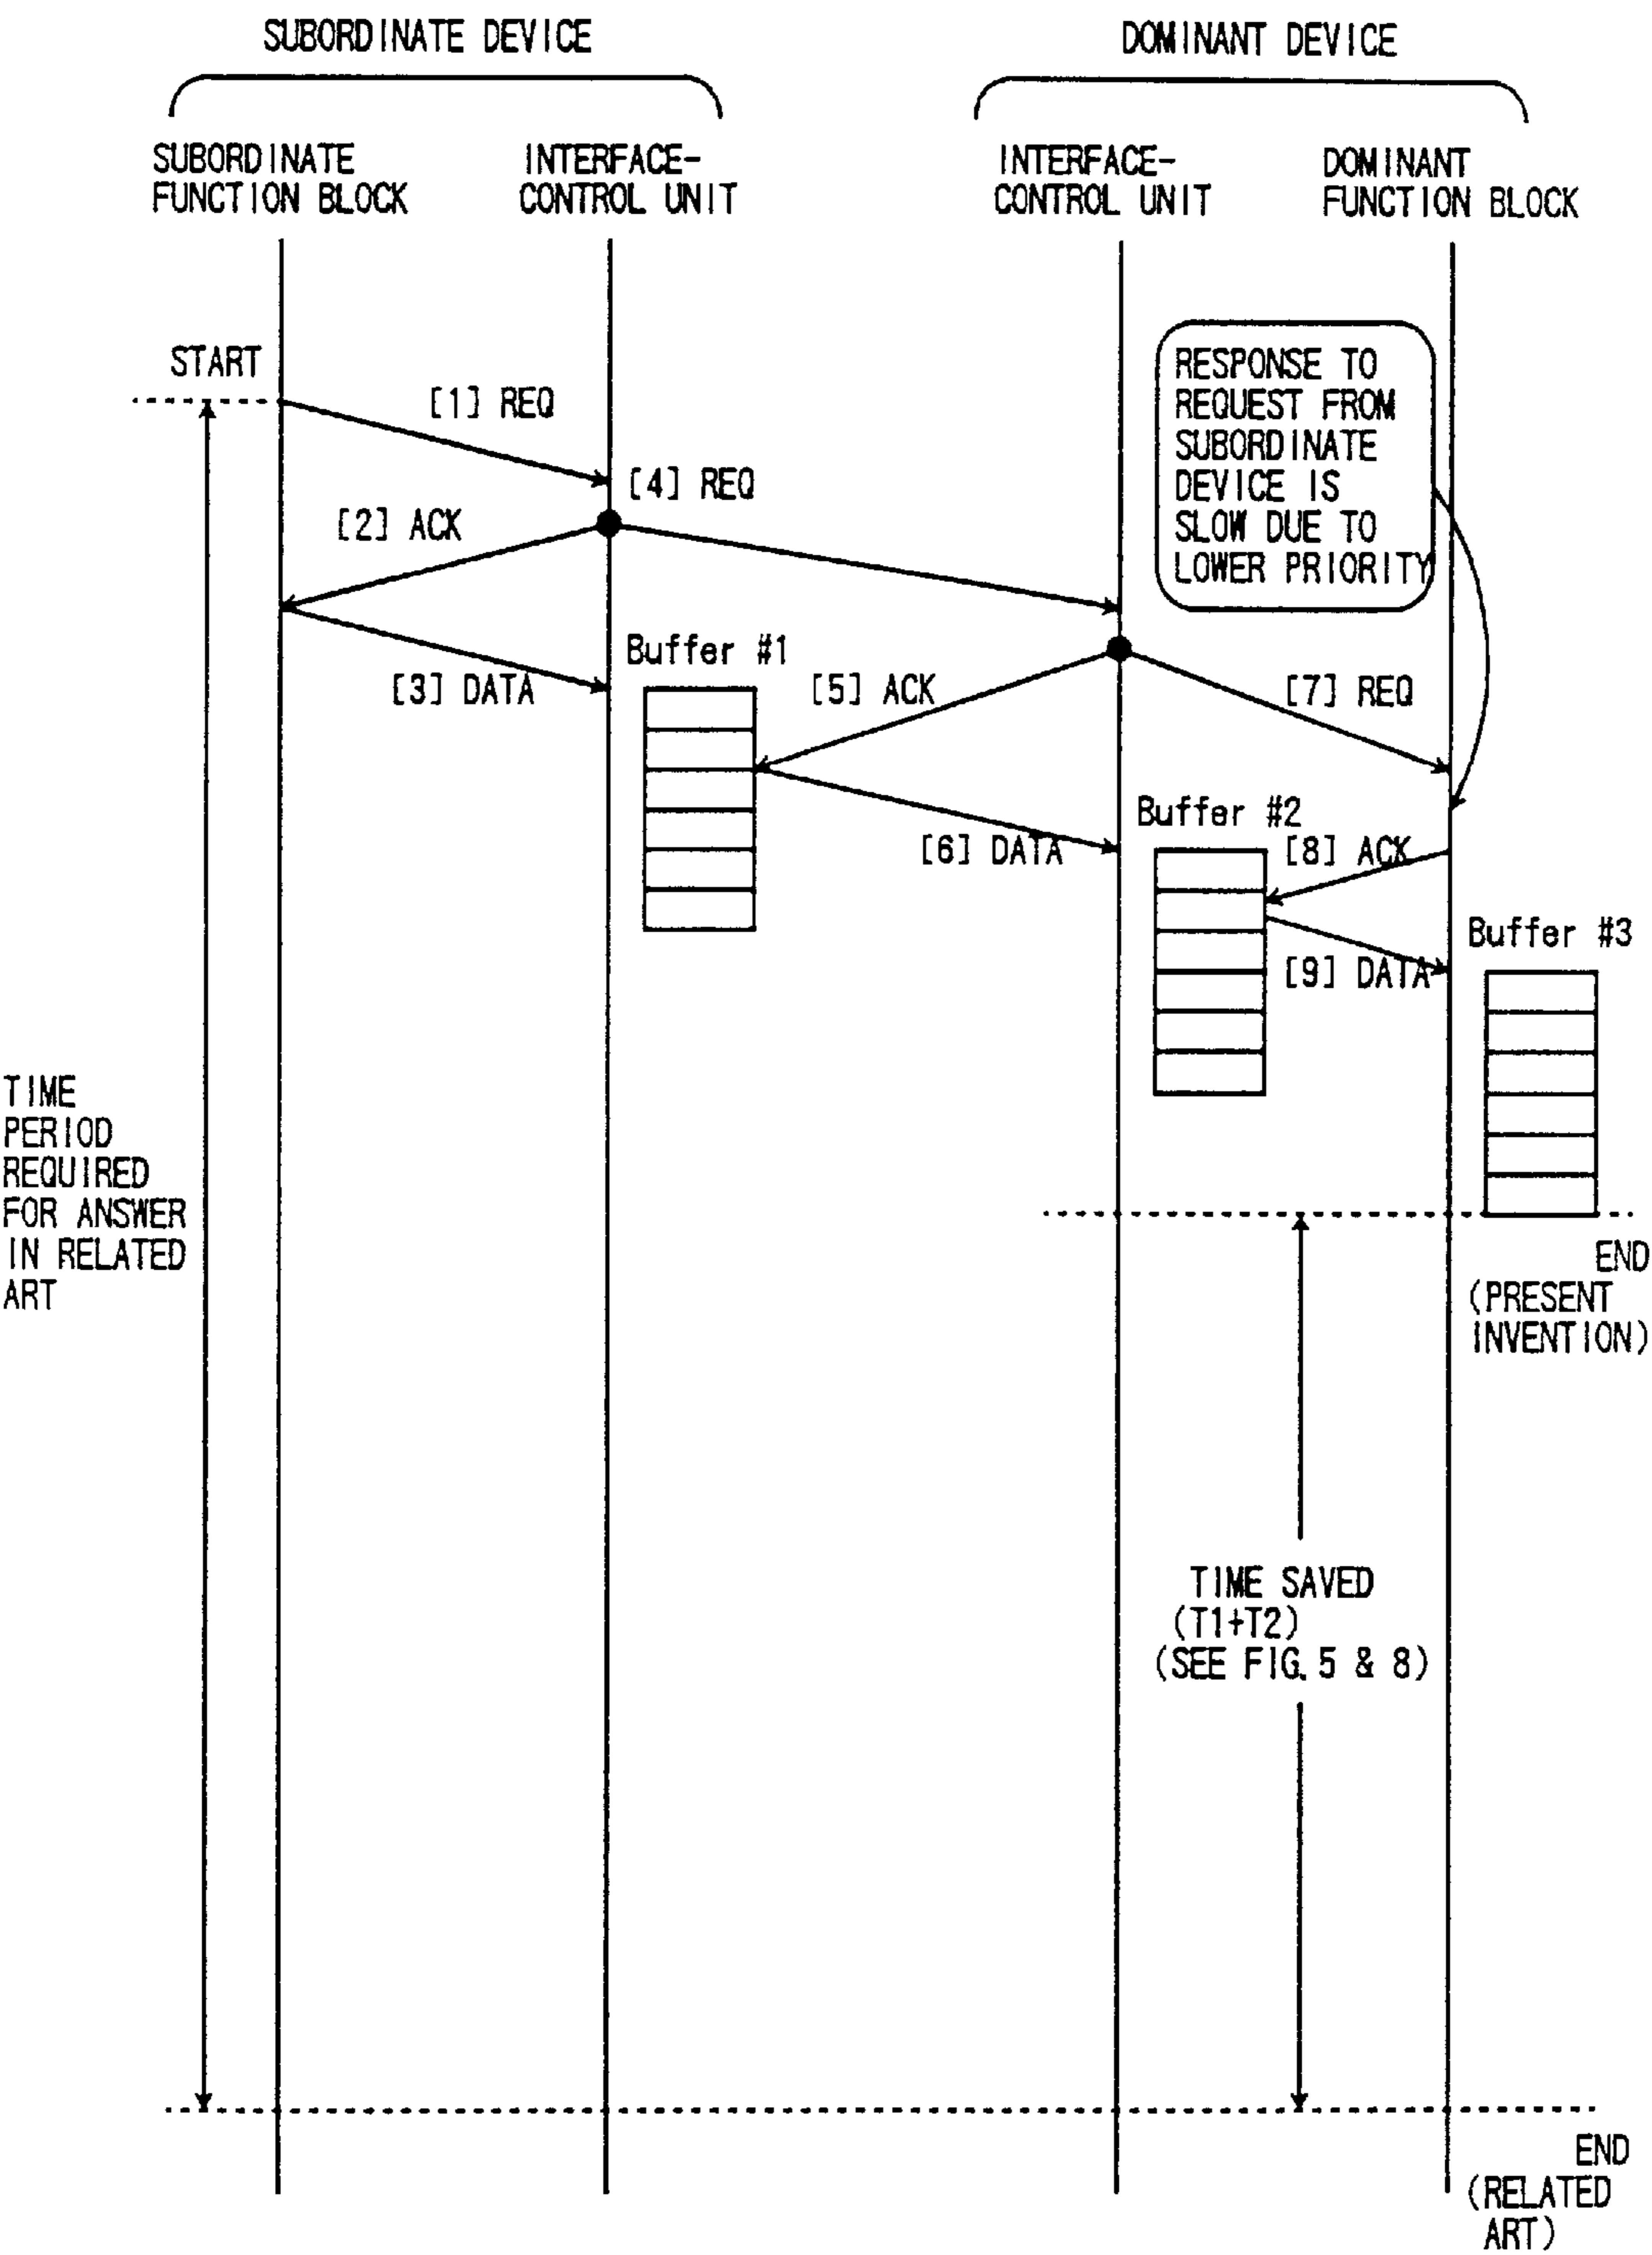 SUBORDINATE DEVICE
DOMINANT DEVICE
SUBORDINATE
FUNCTION BLOCK
INTERFACE-
CONTROL UNIT
INTERFACE-
CONTROL UNIT
DOMINANT
FUNCTION BLOCK
START
[1] REQ
RESPONSE TO
REQUEST FROM
SUBORDINATE
DEVICE IS
SLOW DUE TO
LOWER PRIORITY
[4] REQ
[2] ACK
Buffer #1
[3] DATA
[5] ACK
[7] REQ
Buffer #2
[6] DATA
[8] ACK
Buffer #3
[9] DATA
TIME
PERIOD
REQUIRED
FOR ANSWER
IN RELATED
ART
END
(PRESENT
INVENTION)
TIME SAVED
(T1+T2)
(SEE FIG. 5 & 8)
END
(RELATED
ART)